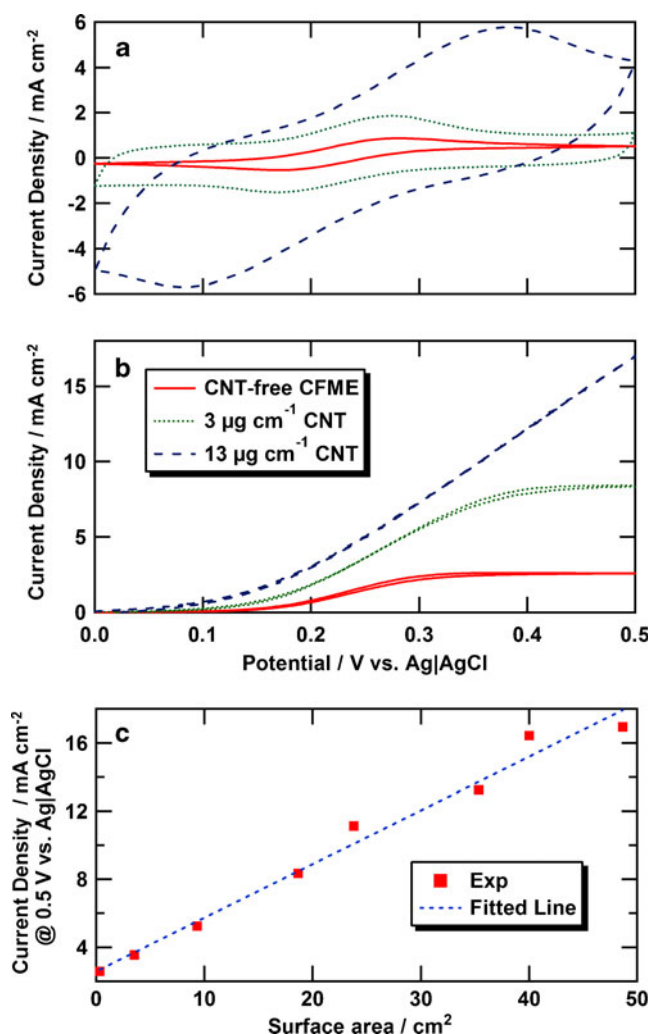 a
6
4
2
0
-2
-4
-6
Current Density / mA cm⁻²
b
CNT-free CFME
3 µg cm⁻¹ CNT
13 µg cm⁻¹ CNT
15
10
5
0
Current Density / mA cm⁻²
0.0 0.1 0.2 0.3 0.4 0.5
Potential / V vs. Ag|AgCl
c
16
12
8
4
Current Density / mA cm⁻²
@ 0.5 V vs. Ag|AgCl
Exp
Fitted Line
0 10 20 30 40 50
Surface area / cm²